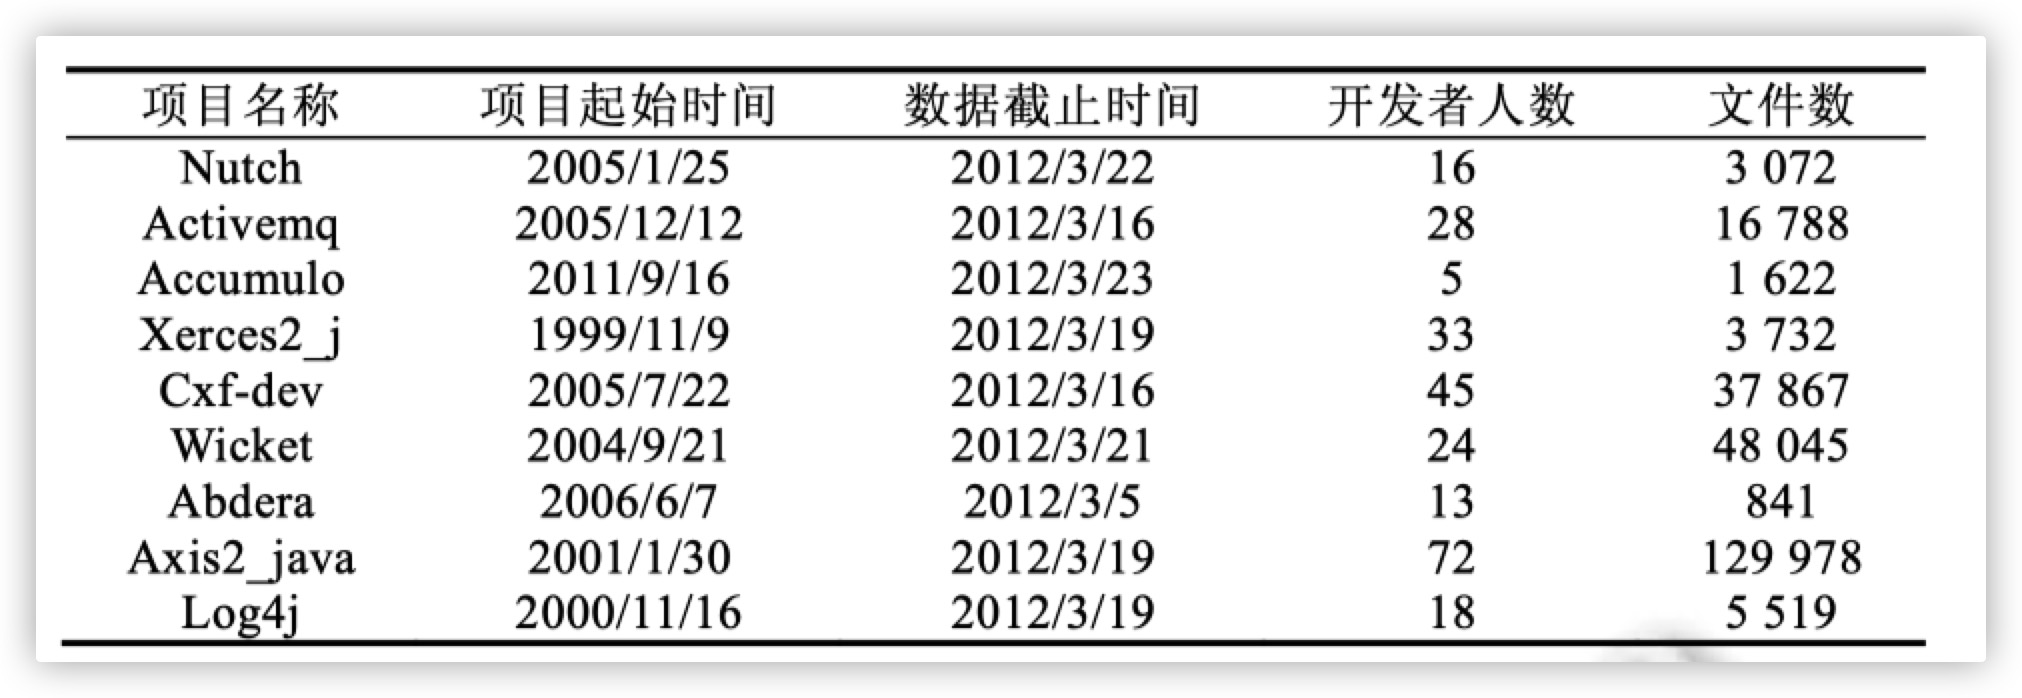 项目名称 项目起始时间 数据截止时间 开发者人数 文件数
Nutch 2005/1/25 2012/3/22 16 3 072
Activemq 2005/12/12 2012/3/16 28 16 788
Accumulo 2011/9/16 2012/3/23 5 1 622
Xerces2_j 1999/11/9 2012/3/19 33 3 732
Cxf-dev 2005/7/22 2012/3/16 45 37 867
Wicket 2004/9/21 2012/3/21 24 48 045
Abdera 2006/6/7 2012/3/5 13 841
Axis2_java 2001/1/30 2012/3/19 72 129 978
Log4j 2000/11/16 2012/3/19 18 5 519